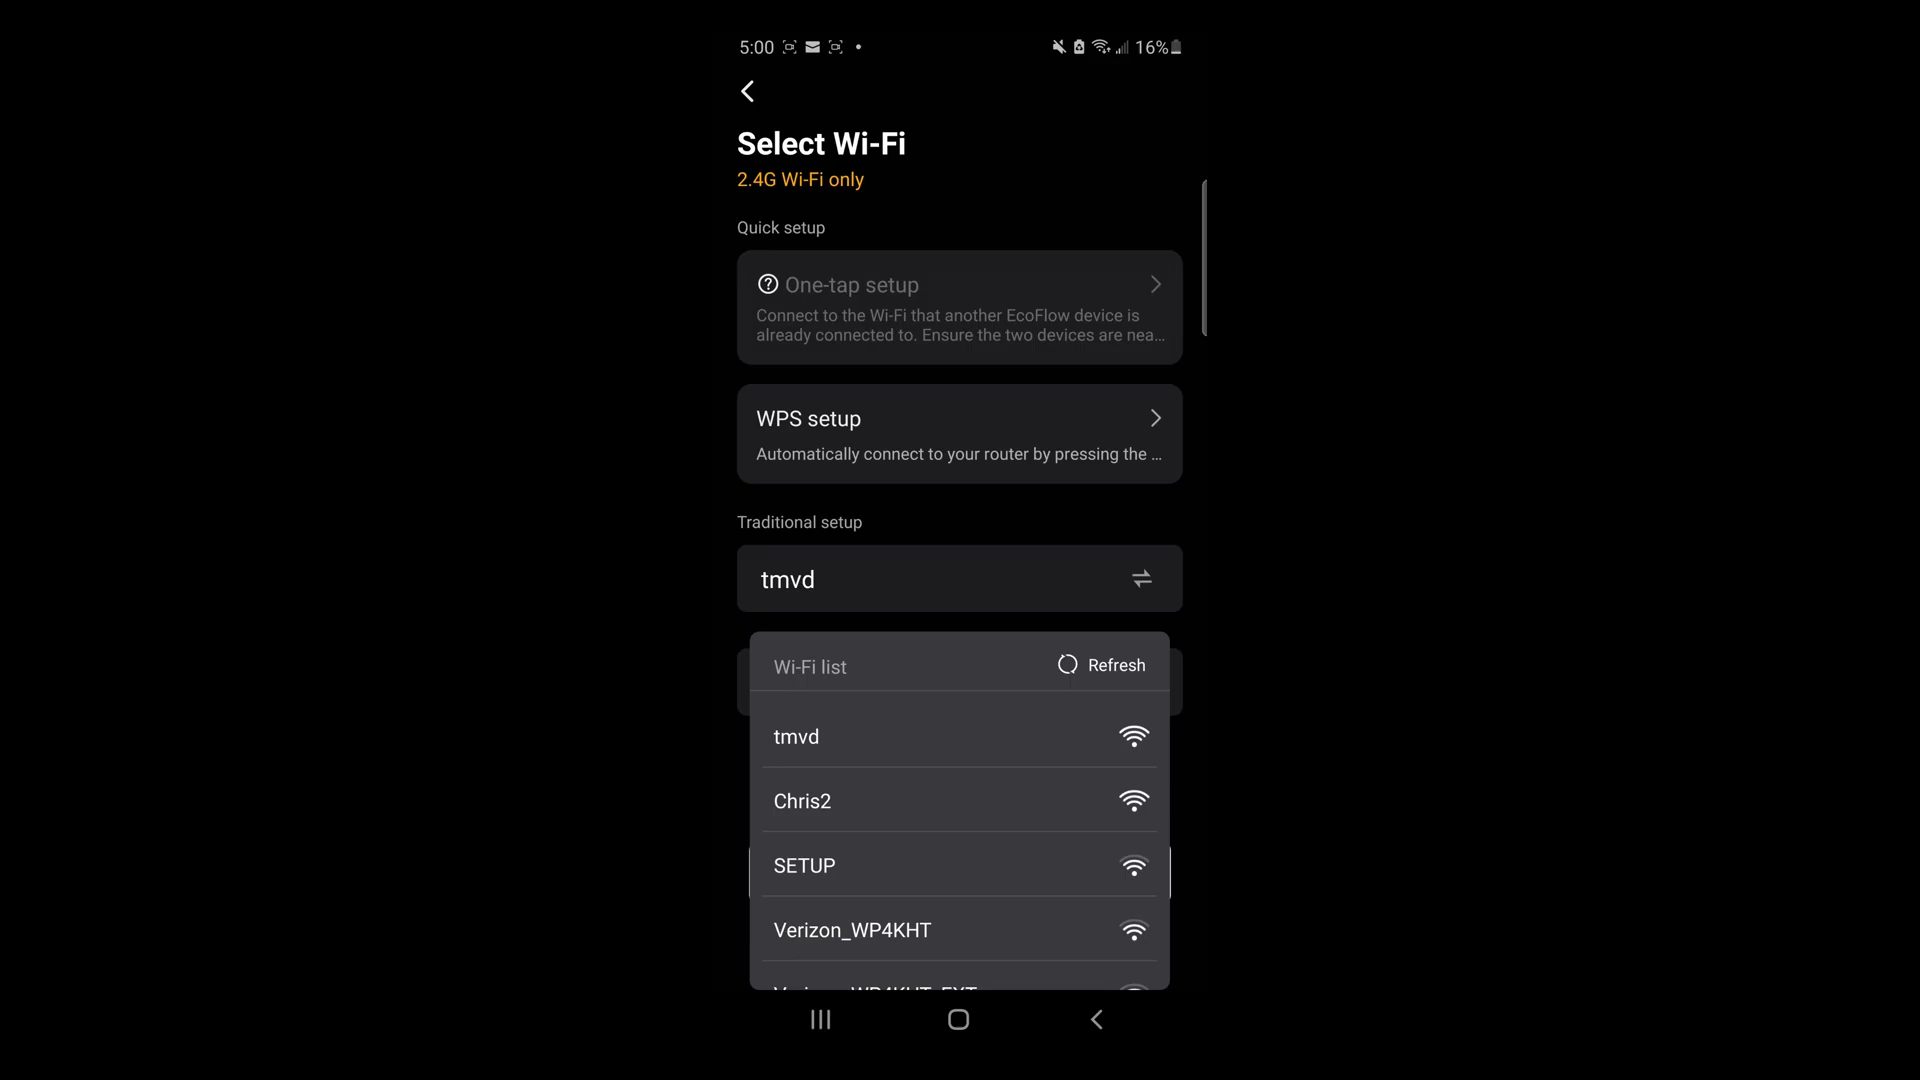 5:00
16%
Select Wi-Fi
2.4G Wi-Fi only
Quick setup
One-tap setup
Connect to the Wi-Fi that another EcoFlow device is
already connected to. Ensure the two devices are nea...
WPS setup
Automatically connect to your router by pressing the ...
Traditional setup
tmvd
Wi-Fi list
Refresh
tmvd
Chris2
SETUP
Verizon_WP4KHT